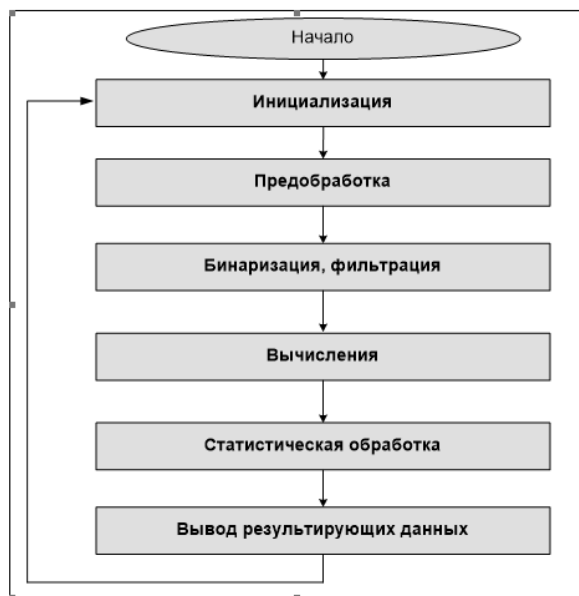 Начало
Инициализация
Предобработка
Бинаризация, фильтрация
Вычисления
Статистическая обработка
Вывод результирующих данных